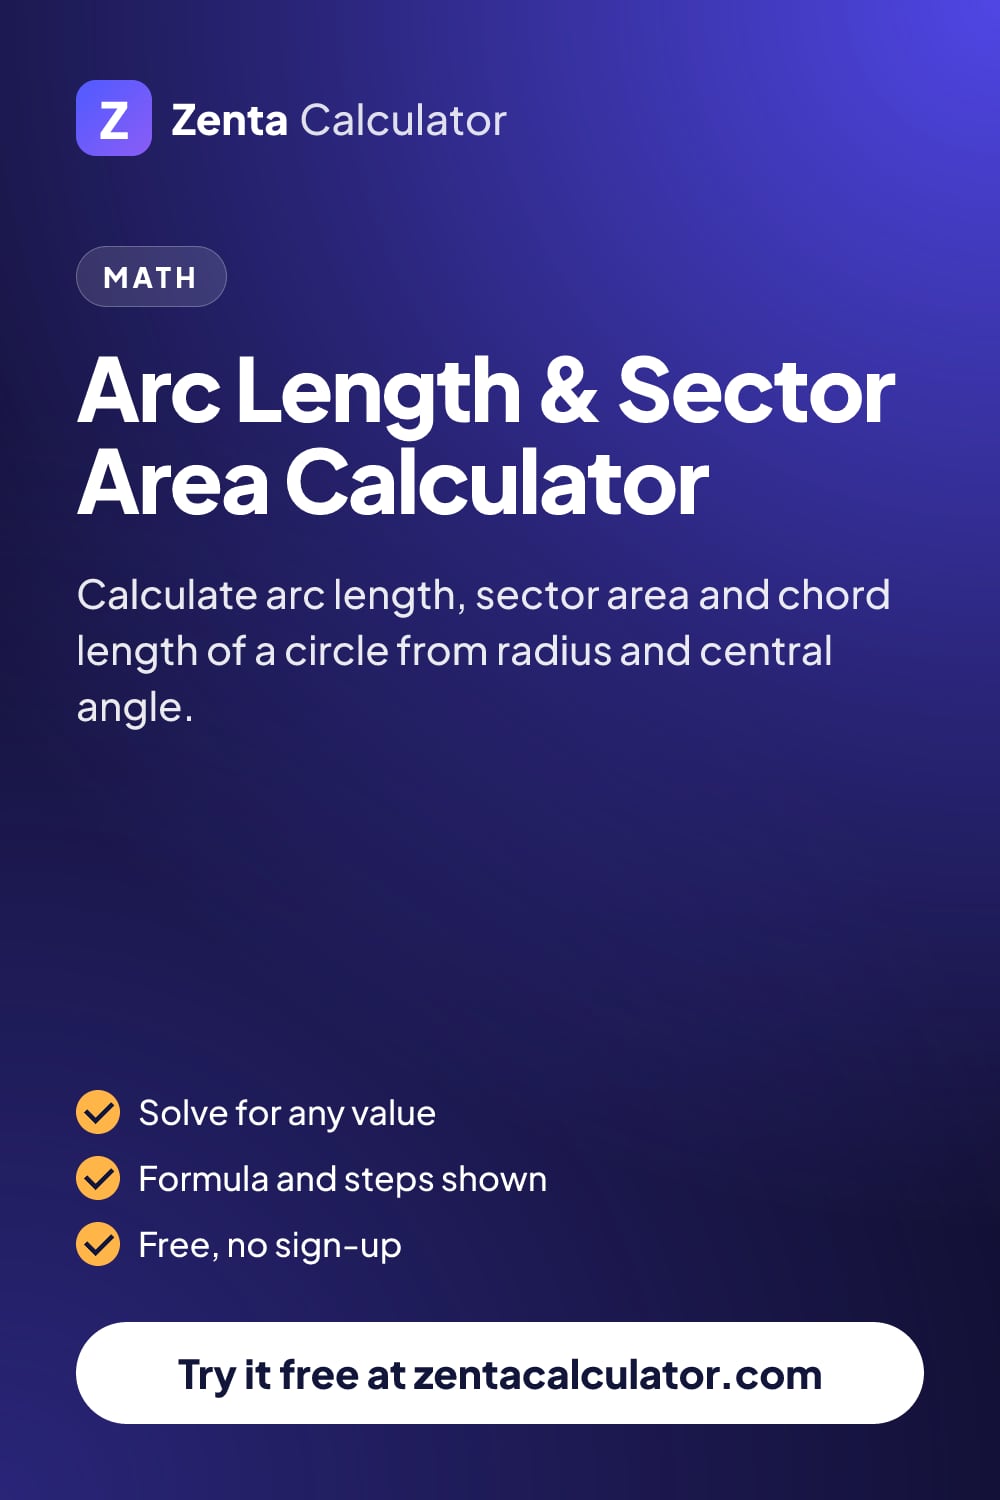 Z
Zenta Calculator
MATH
Arc Length & Sector
Area Calculator
Calculate arc length, sector area and chord
length of a circle from radius and central
angle.
Solve for any value
Formula and steps shown
Free, no sign-up
Try it free at zentacalculator.com